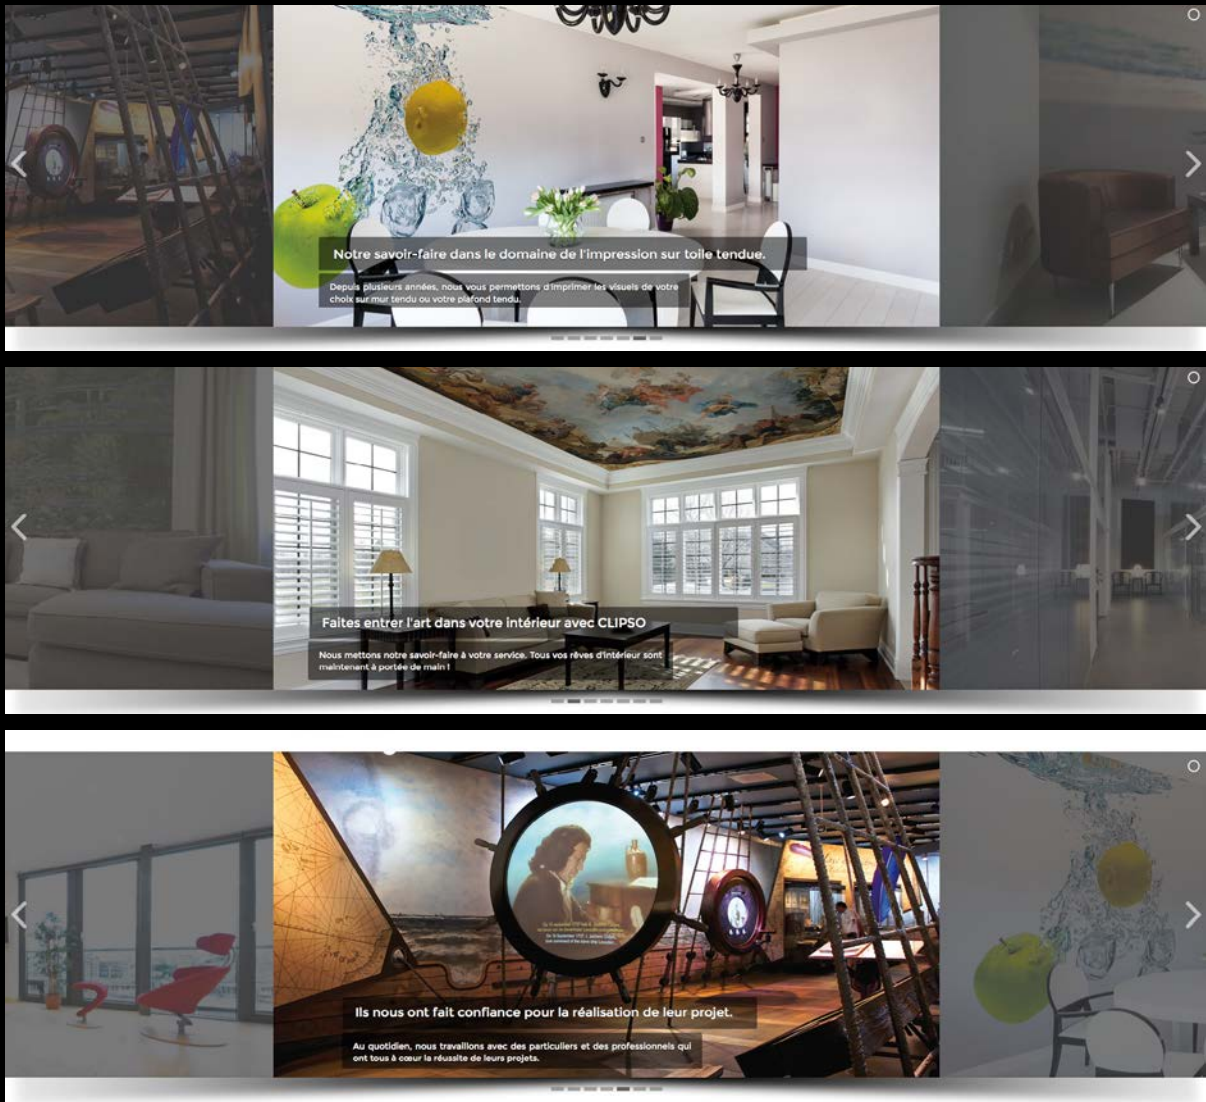 Notre savoir-faire dans le domaine de l'impression sur toile tendue.
Depuis plusieurs années, nous vous permettons d'imprimer les visuels de votre
choix sur mur tendu ou votre plafond tendu.
Faites entrer l'art dans votre intérieur avec CLIPSO
Nous mettons notre savoir-faire à votre service. Tous vos rêves d'intérieur sont
maintenant à portée de main !
Ils nous ont fait confiance pour la réalisation de leur projet.
Au quotidien, nous travaillons avec des particuliers et des professionnels qui
ont tous à cœur la réussite de leurs projets.